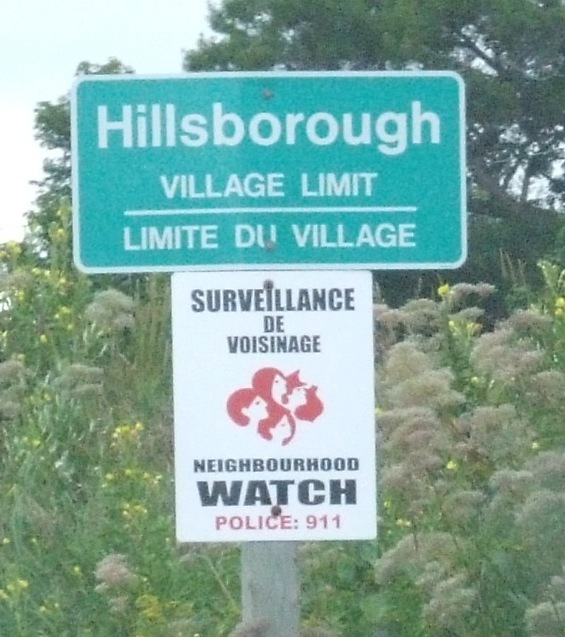 Hillsborough
VILLAGE LIMIT
LIMITE DU VILLAGE
SURVEILLANCE
DE
VOISINAGE
NEIGHBOURHOOD
WATCH
POLICE: 911